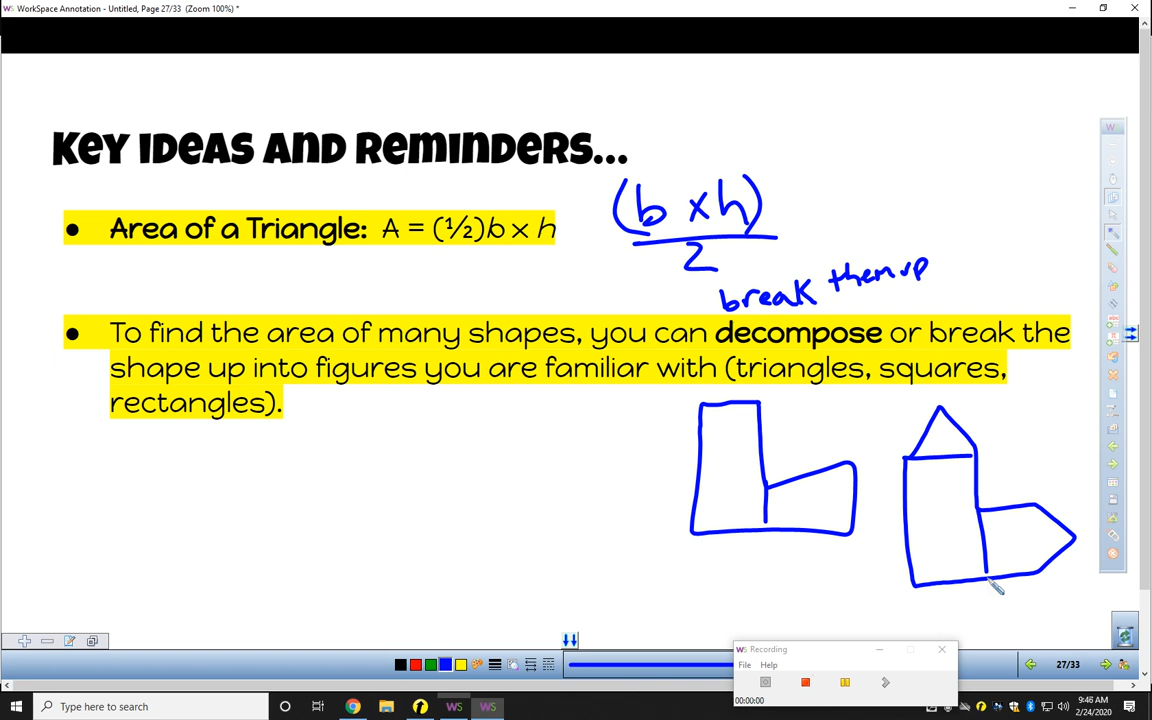 WorkSpace Annotation - Untitled, Page 27/33 (Zoom 100%) *
Key Ideas and Reminders...
(b x h)
● Area of a Triangle: A = (½)b x h
2
break them up
● To find the area of many shapes, you can decompose or break the
shape up into figures you are familiar with (triangles, squares,
rectangles).
WS Recording
File Help
00:00:00
27/33
Type here to search
9:46 AM
2/24/2020